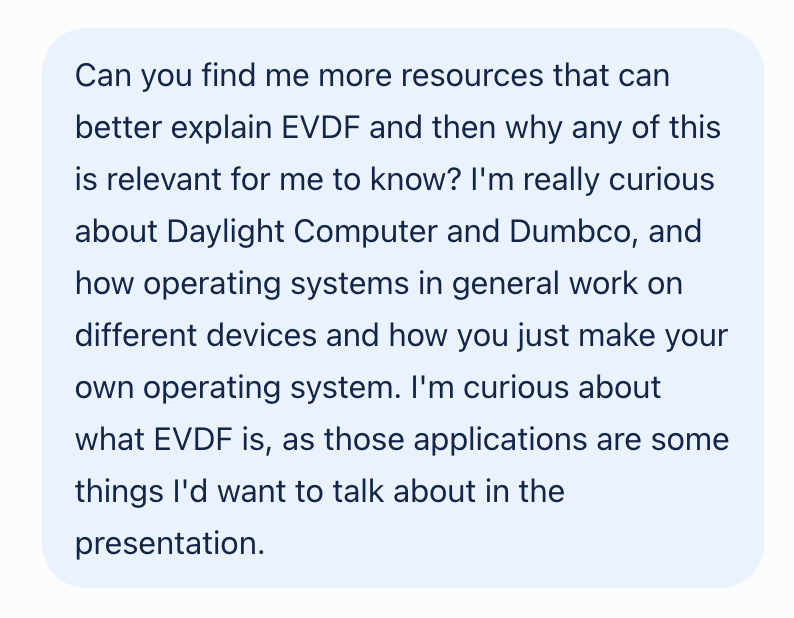 Can you find me more resources that can
better explain EVDF and then why any of this
is relevant for me to know? I'm really curious
about Daylight Computer and Dumbco, and
how operating systems in general work on
different devices and how you just make your
own operating system. I'm curious about
what EVDF is, as those applications are some
things I'd want to talk about in the
presentation.